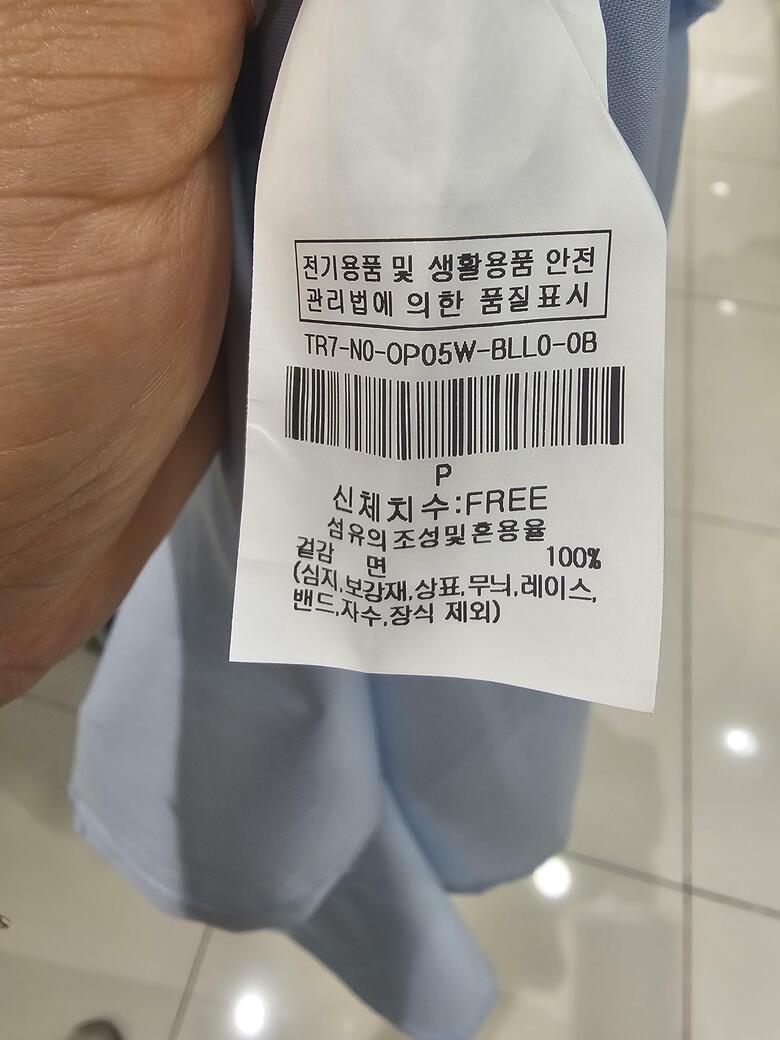 전기용품 및 생활용품 안전
관리법에 의한 품질표시
TR7-N0-OP05W-BLL0-0B
P
신체치수:FREE
섬유의조성및혼용율
겉감 면 100%
(심지,보강재,상표,무늬,레이스,
밴드,자수,장식 제외)